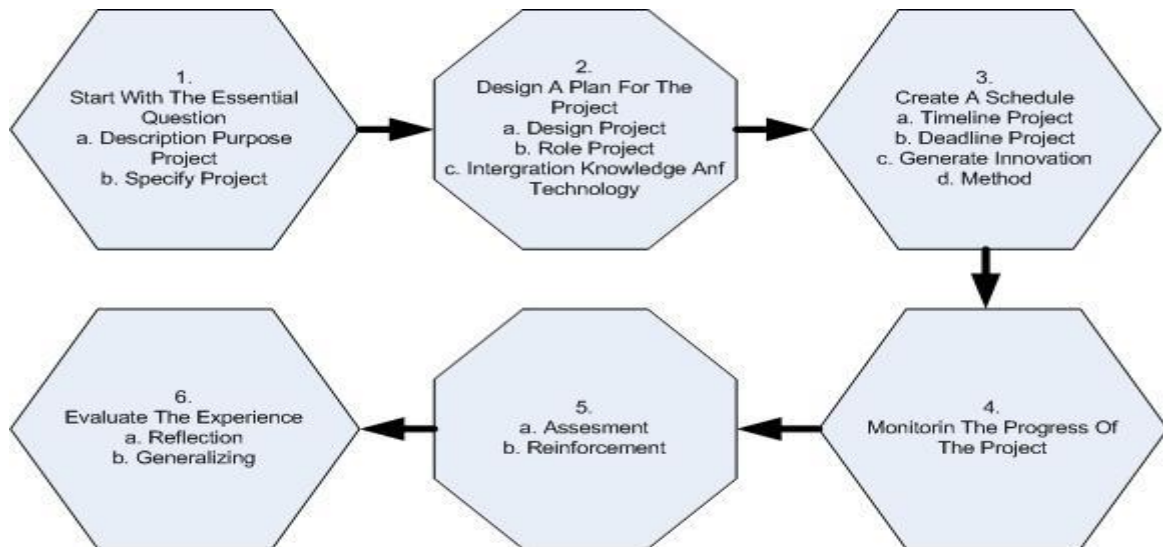 1.
Start With The Essential
Question
a. Description Purpose
Project
b. Specify Project
2.
Design A Plan For The
Project
a. Design Project
b. Role Project
c. Intergration Knowledge Anf
Technology
3.
Create A Schedule
a. Timeline Project
b. Deadline Project
c. Generate Innovation
d. Method
4.
Monitorin The Progress Of
The Project
5.
a. Assesment
b. Reinforcement
6.
Evaluate The Experience
a. Reflection
b. Generalizing